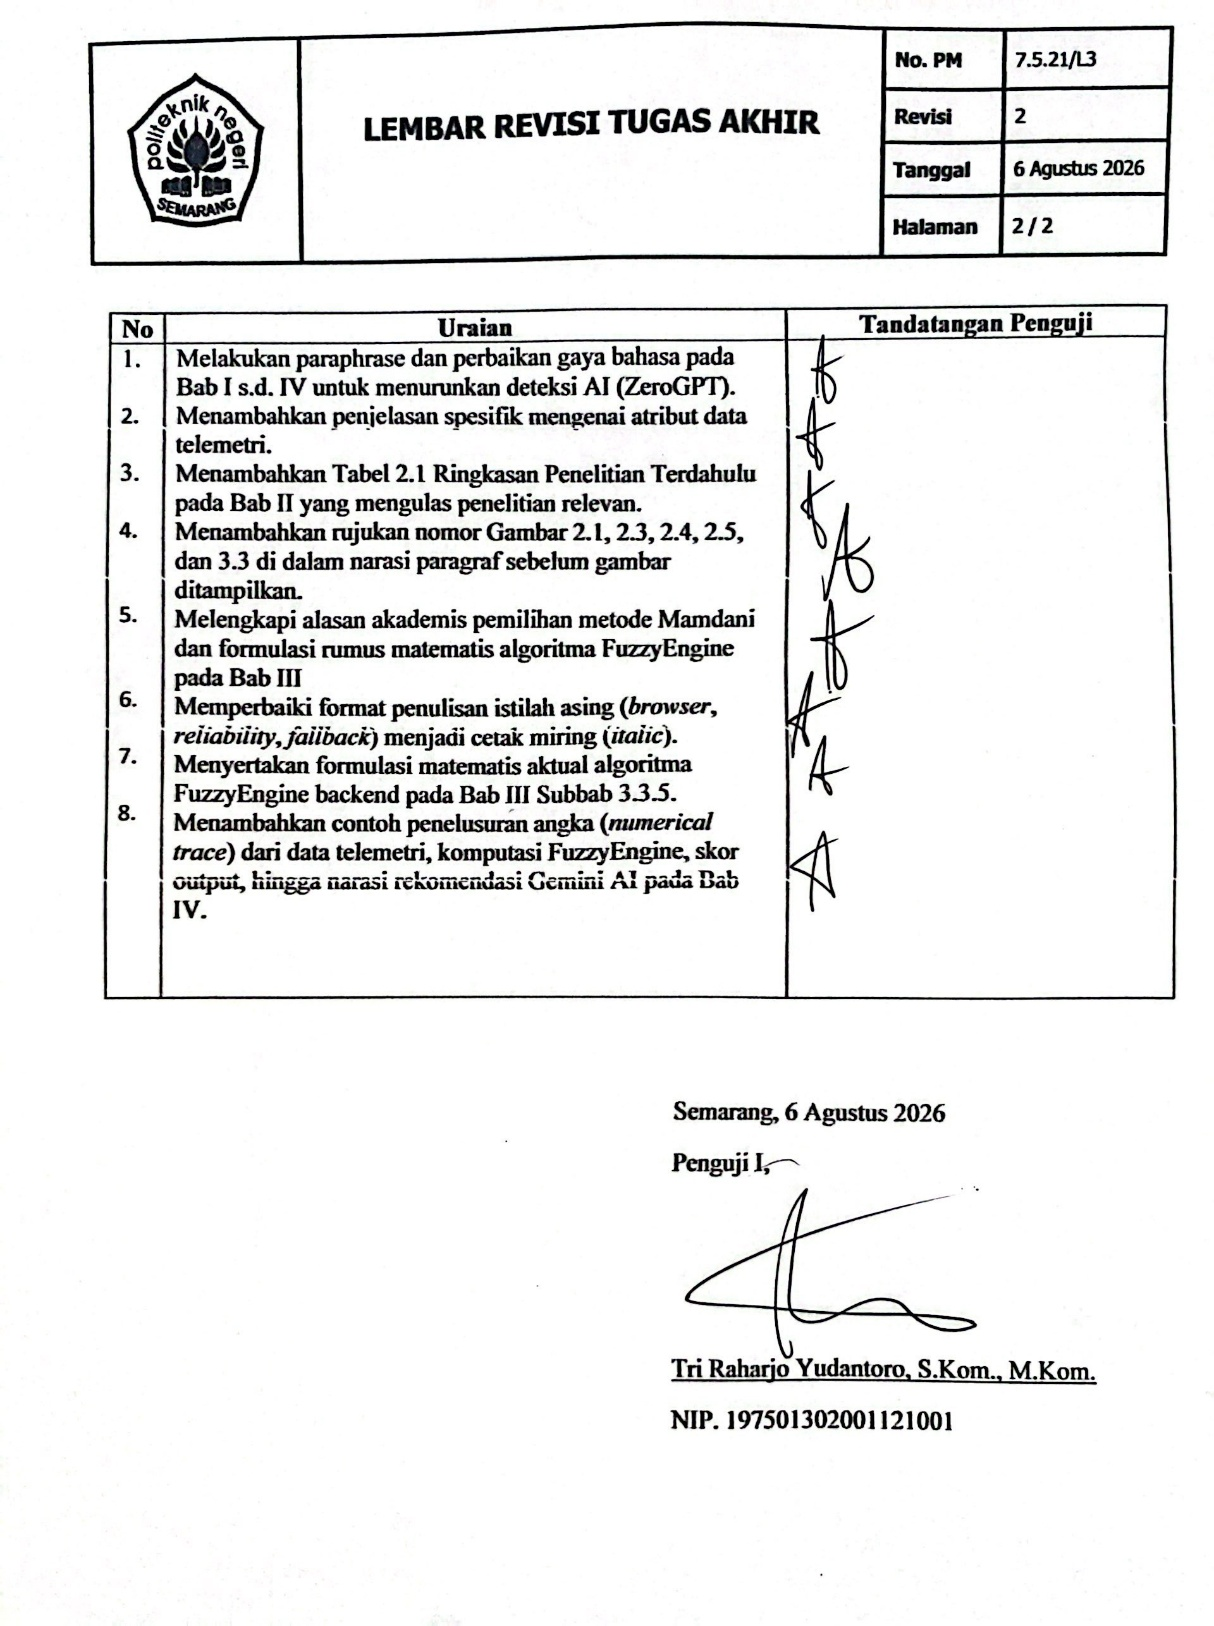 politeknik negeri
SEMARANG
LEMBAR REVISI TUGAS AKHIR
No. PM 7.5.21/L3
Revisi 2
Tanggal 6 Agustus 2026
Halaman 2 / 2
No Uraian Tandatangan Penguji
1. Melakukan paraphrase dan perbaikan gaya bahasa pada
Bab I s.d. IV untuk menurunkan deteksi AI (ZeroGPT).
2. Menambahkan penjelasan spesifik mengenai atribut data
telemetri.
3. Menambahkan Tabel 2.1 Ringkasan Penelitian Terdahulu
pada Bab II yang mengulas penelitian relevan.
4. Menambahkan rujukan nomor Gambar 2.1, 2.3, 2.4, 2.5,
dan 3.3 di dalam narasi paragraf sebelum gambar
ditampilkan.
5. Melengkapi alasan akademis pemilihan metode Mamdani
dan formulasi rumus matematis algoritma FuzzyEngine
pada Bab III
6. Memperbaiki format penulisan istilah asing (browser,
reliability, fallback) menjadi cetak miring (italic).
7. Menyertakan formulasi matematis aktual algoritma
FuzzyEngine backend pada Bab III Subbab 3.3.5.
8. Menambahkan contoh penelusuran angka (numerical
trace) dari data telemetri, komputasi FuzzyEngine, skor
output, hingga narasi rekomendasi Gemini AI pada Bab
IV.
Semarang, 6 Agustus 2026
Penguji I,
Tri Raharjo Yudantoro, S.Kom., M.Kom.
NIP. 197501302001121001